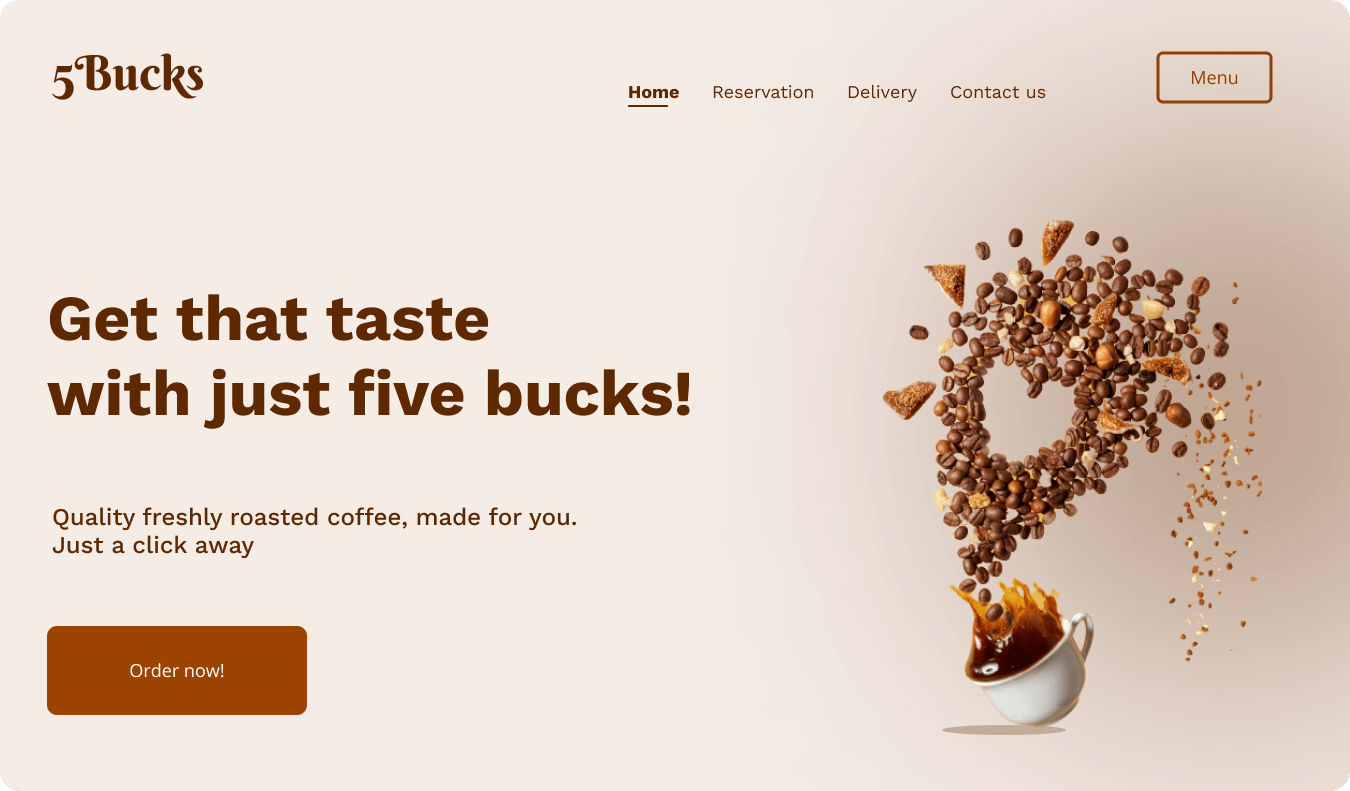 5Bucks
Home Reservation Delivery Contact us
Menu
Get that taste
with just five bucks!
Quality freshly roasted coffee, made for you.
Just a click away
Order now!